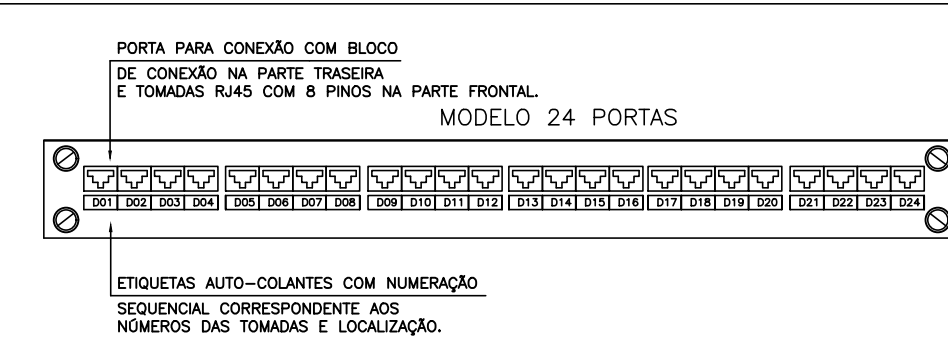 PORTA PARA CONEXÃO COM BLOCO
DE CONEXÃO NA PARTE TRASEIRA
E TOMADAS RJ45 COM 8 PINOS NA PARTE FRONTAL.
MODELO 24 PORTAS
D01 D02 D03 D04 D05 D06 D07 D08 D09 D10 D11 D12 D13 D14 D15 D16 D17 D18 D19 D20 D21 D22 D23 D24
ETIQUETAS AUTO-COLANTES COM NUMERAÇÃO
SEQUENCIAL CORRESPONDENTE AOS
NÚMEROS DAS TOMADAS E LOCALIZAÇÃO.